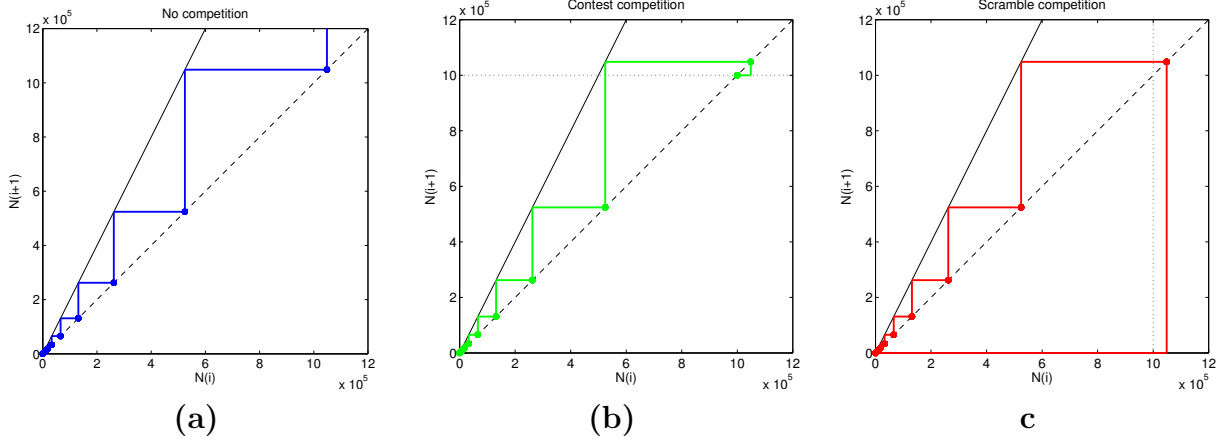 No competition
x 10^5
12
10
8
6
4
2
0
N(i+1)
0 2 4 6 8 10 12
N(i)
x 10^5
(a)
Contest competition
x 10^5
12
10
8
6
4
2
0
N(i+1)
0 2 4 6 8 10 12
N(i)
x 10^5
(b)
Scramble competition
x 10^5
12
10
8
6
4
2
0
N(i+1)
0 2 4 6 8 10 12
N(i)
x 10^5
c